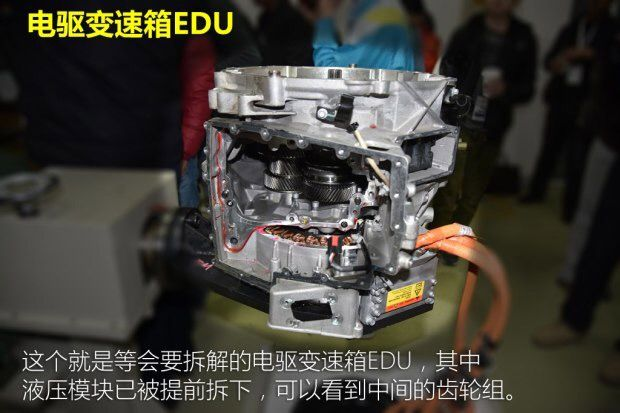 电驱变速箱EDU
这个就是等会要拆解的电驱变速箱EDU，其中
液压模块已被提前拆下，可以看到中间的齿轮组。